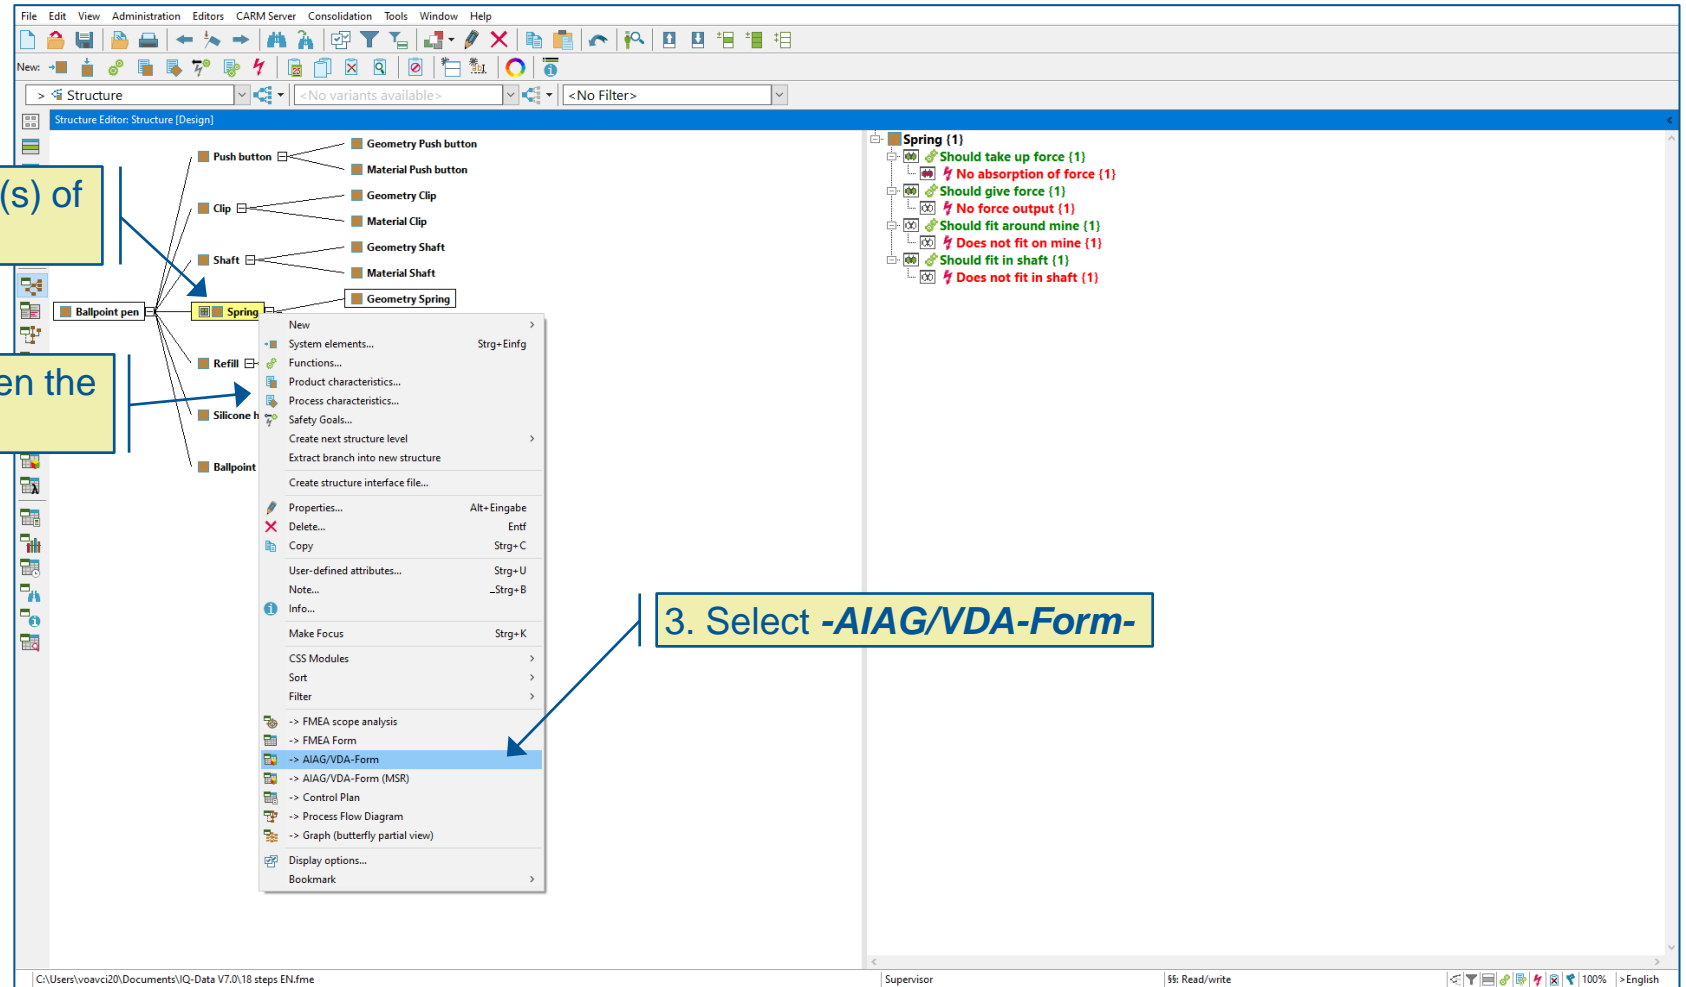 File Edit View Administration Editors CARM Server Consolidation Tools Window Help
New:
> Structure
<No variants available>
<No Filter>
Structure Editor: Structure [Design]
Push button
Geometry Push button
Material Push button
Clip
Geometry Clip
Material Clip
Shaft
Geometry Shaft
Material Shaft
Ballpoint pen
Spring
Geometry Spring
Refill
Silicone h
Ballpoint
(s) of
en the
New
System elements... Strg+Einfg
Functions...
Product characteristics...
Process characteristics...
Safety Goals...
Create next structure level
Extract branch into new structure
Create structure interface file...
Properties... Alt+Eingabe
Delete... Entf
Copy Strg+C
User-defined attributes... Strg+U
Note... _Strg+B
Info...
Make Focus Strg+K
CSS Modules
Sort
Filter
-> FMEA scope analysis
-> FMEA Form
-> AIAG/VDA-Form
-> AIAG/VDA-Form (MSR)
-> Control Plan
-> Process Flow Diagram
-> Graph (butterfly partial view)
Display options...
Bookmark
3. Select -AIAG/VDA-Form-
Spring {1}
Should take up force {1}
No absorption of force {1}
Should give force {1}
No force output {1}
Should fit around mine {1}
Does not fit on mine {1}
Should fit in shaft {1}
Does not fit in shaft {1}
C:\Users\voavci20\Documents\IQ-Data V7.0\18 steps EN.fme
Supervisor
§§: Read/write
100%
>English